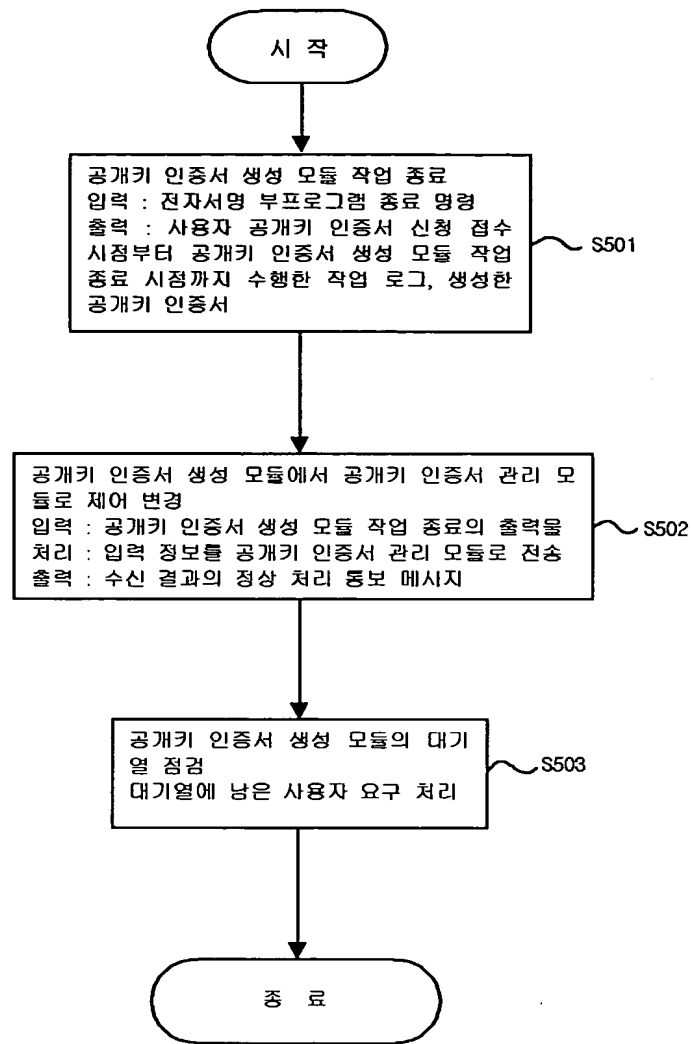 시 작
공개키 인증서 생성 모듈 작업 종료
입력 : 전자서명 부프로그램 종료 명령
출력 : 사용자 공개키 인증서 신청 접수
시점부터 공개키 인증서 생성 모듈 작업
종료 시점까지 수행한 작업 로그, 생성한
공개키 인증서
S501
공개키 인증서 생성 모듈에서 공개키 인증서 관리 모
듈로 제어 변경
입력 : 공개키 인증서 생성 모듈 작업 종료의 출력물
처리 : 입력 정보를 공개키 인증서 관리 모듈로 전송
출력 : 수신 결과의 정상 처리 통보 메시지
S502
공개키 인증서 생성 모듈의 대기
열 점검
대기열에 남은 사용자 요구 처리
S503
종 료